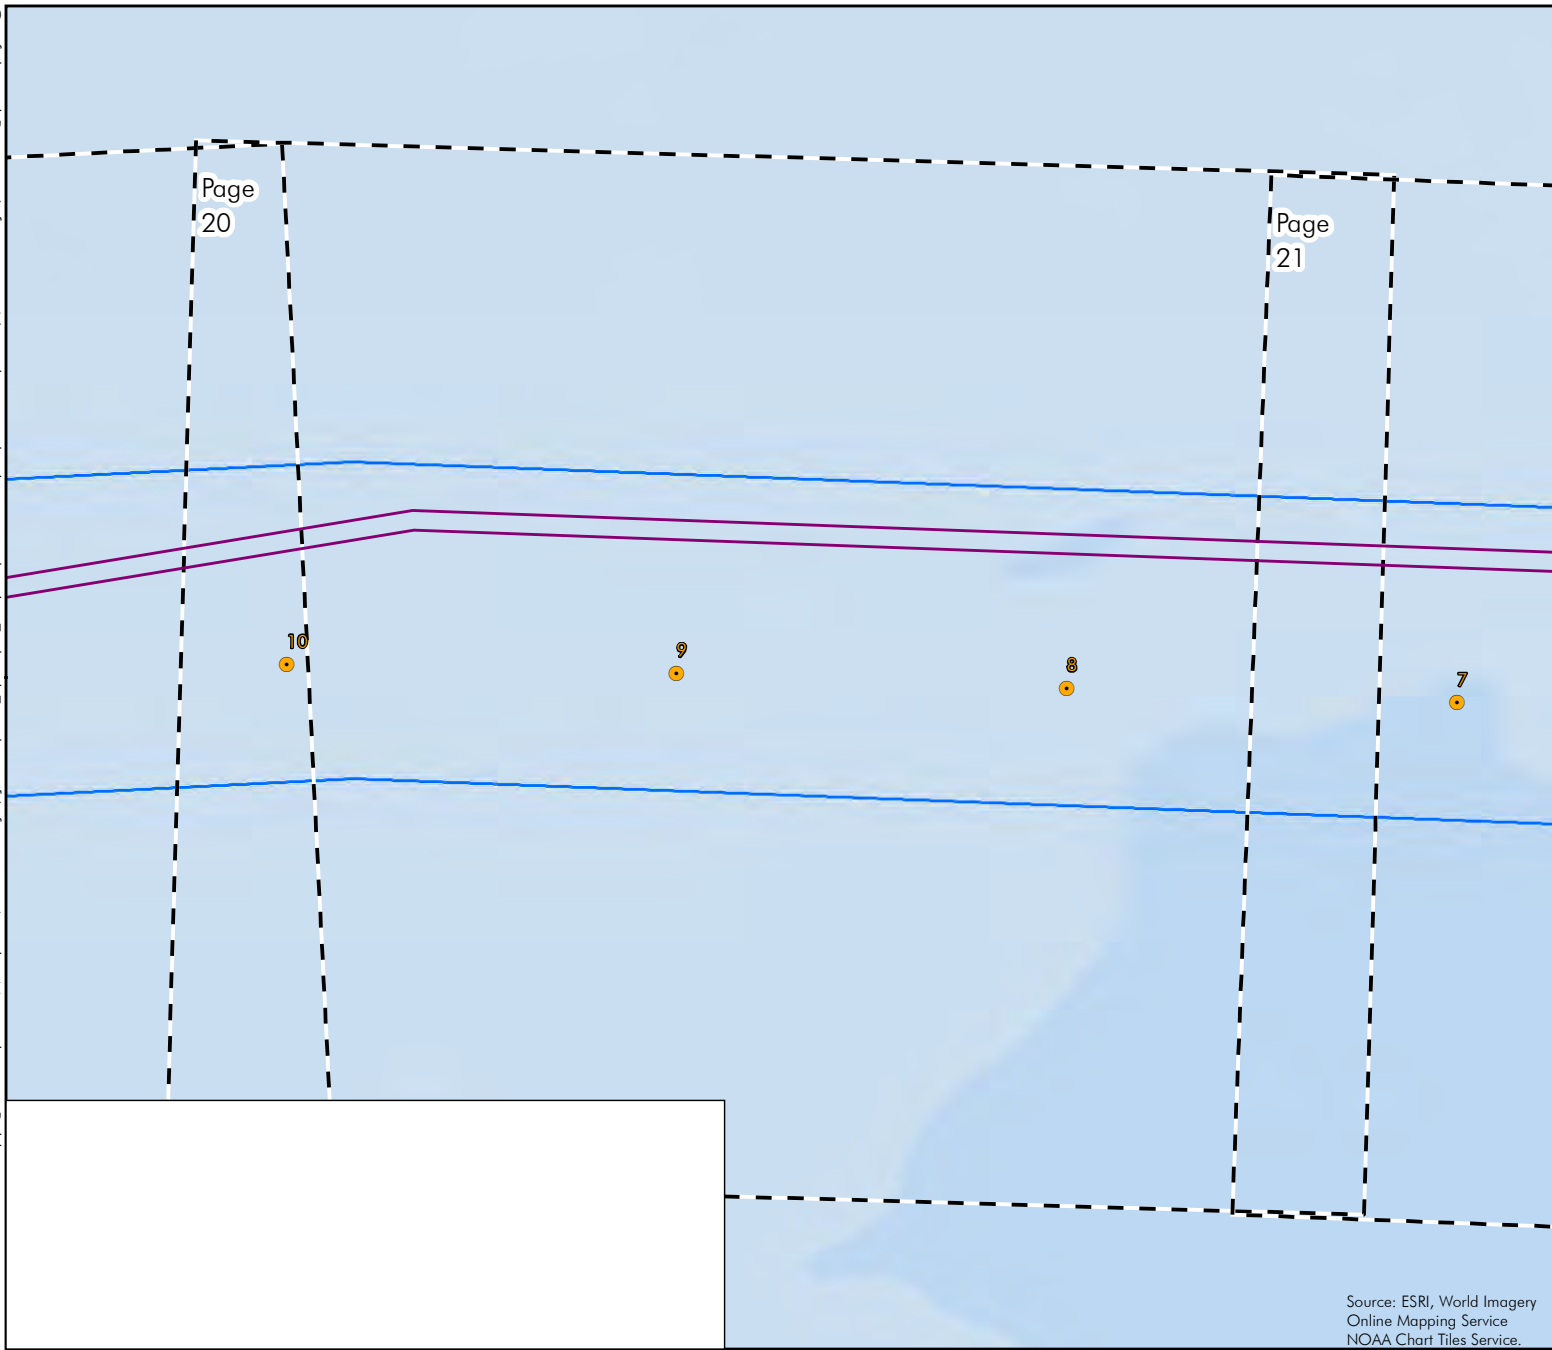 Page
20
Page
21
10
9
8
7
Source: ESRI, World Imagery
Online Mapping Service
NOAA Chart Tiles Service.